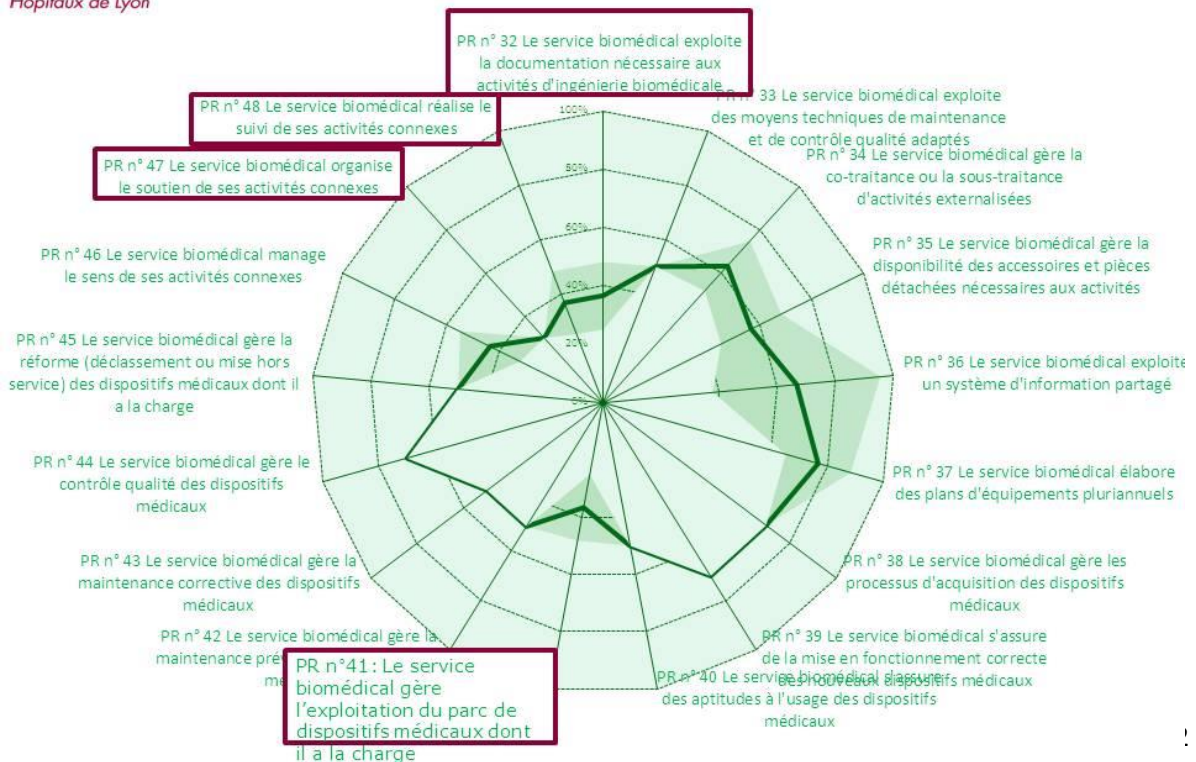 Hôpitaux de Lyon
PR n° 32 Le service biomédical exploite
la documentation nécessaire aux
activités d'ingénierie biomédicale
PR n° 33 Le service biomédical exploite
des moyens techniques de maintenance
et de contrôle qualité adaptés
PR n° 34 Le service biomédical gère la
co-traitance ou la sous-traitance
d'activités externalisées
PR n° 35 Le service biomédical gère la
disponibilité des accessoires et pièces
détachées nécessaires aux activités
PR n° 36 Le service biomédical exploite
un système d'information partagé
PR n° 37 Le service biomédical élabore
des plans d'équipements pluriannuels
PR n° 38 Le service biomédical gère les
processus d'acquisition des dispositifs
médicaux
PR n° 39 Le service biomédical s'assure
de la mise en fonctionnement correcte
des nouveaux dispositifs médicaux
PR n° 40 Le service biomédical s'assure
des aptitudes à l'usage des dispositifs
médicaux
PR n°41 : Le service
biomédical gère
l'exploitation du parc de
dispositifs médicaux dont
il a la charge
PR n° 42 Le service biomédical gère la
maintenance
PR n° 43 Le service biomédical gère la
maintenance corrective des dispositifs
médicaux
PR n° 44 Le service biomédical gère le
contrôle qualité des dispositifs
médicaux
PR n° 45 Le service biomédical gère la
réforme (déclassement ou mise hors
service) des dispositifs médicaux dont il
a la charge
PR n° 46 Le service biomédical manage
le sens de ses activités connexes
PR n° 47 Le service biomédical organise
le soutien de ses activités connexes
PR n° 48 Le service biomédical réalise le
suivi de ses activités connexes
100%
80%
60%
40%
20%
0%